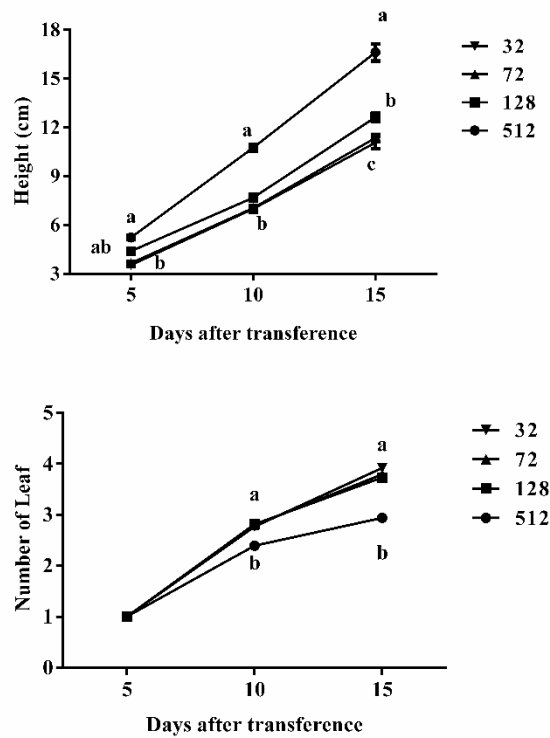 Height (cm)
18
15
12
9
6
3
a
a
a
b
ab
b
b
c
5 10 15
Days after transference
32
72
128
512
Number of Leaf
5
4
3
2
1
0
a
a
b
b
5 10 15
Days after transference
32
72
128
512